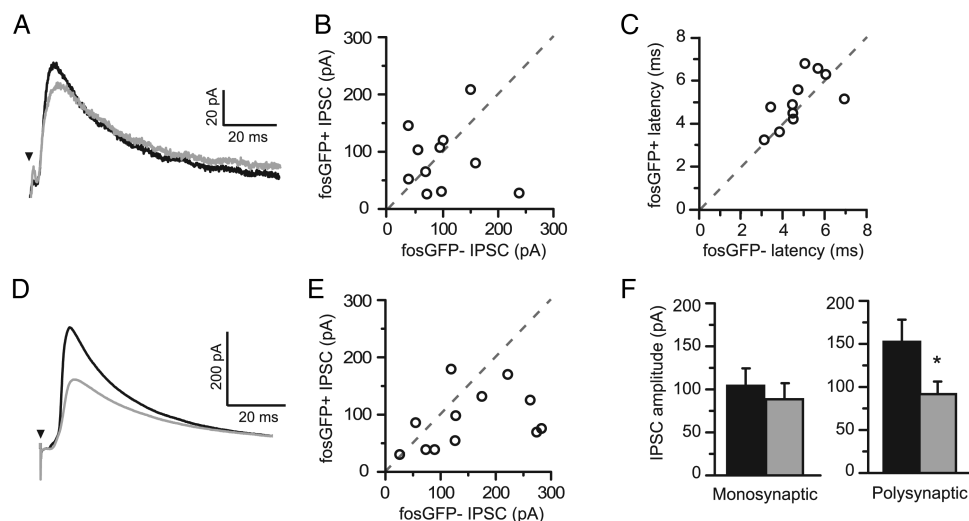 A
20 pA
20 ms
B
fosGFP+ IPSC (pA)
300
200
100
0
0 100 200 300
fosGFP- IPSC (pA)
C
fosGFP+ latency (ms)
8
6
4
2
0
0 2 4 6 8
fosGFP- latency (ms)
D
200 pA
20 ms
E
fosGFP+ IPSC (pA)
300
200
100
0
0 100 200 300
fosGFP- IPSC (pA)
F
IPSC amplitude (pA)
200
150
100
50
0
Monosynaptic
200
150
100
50
0
*
Polysynaptic